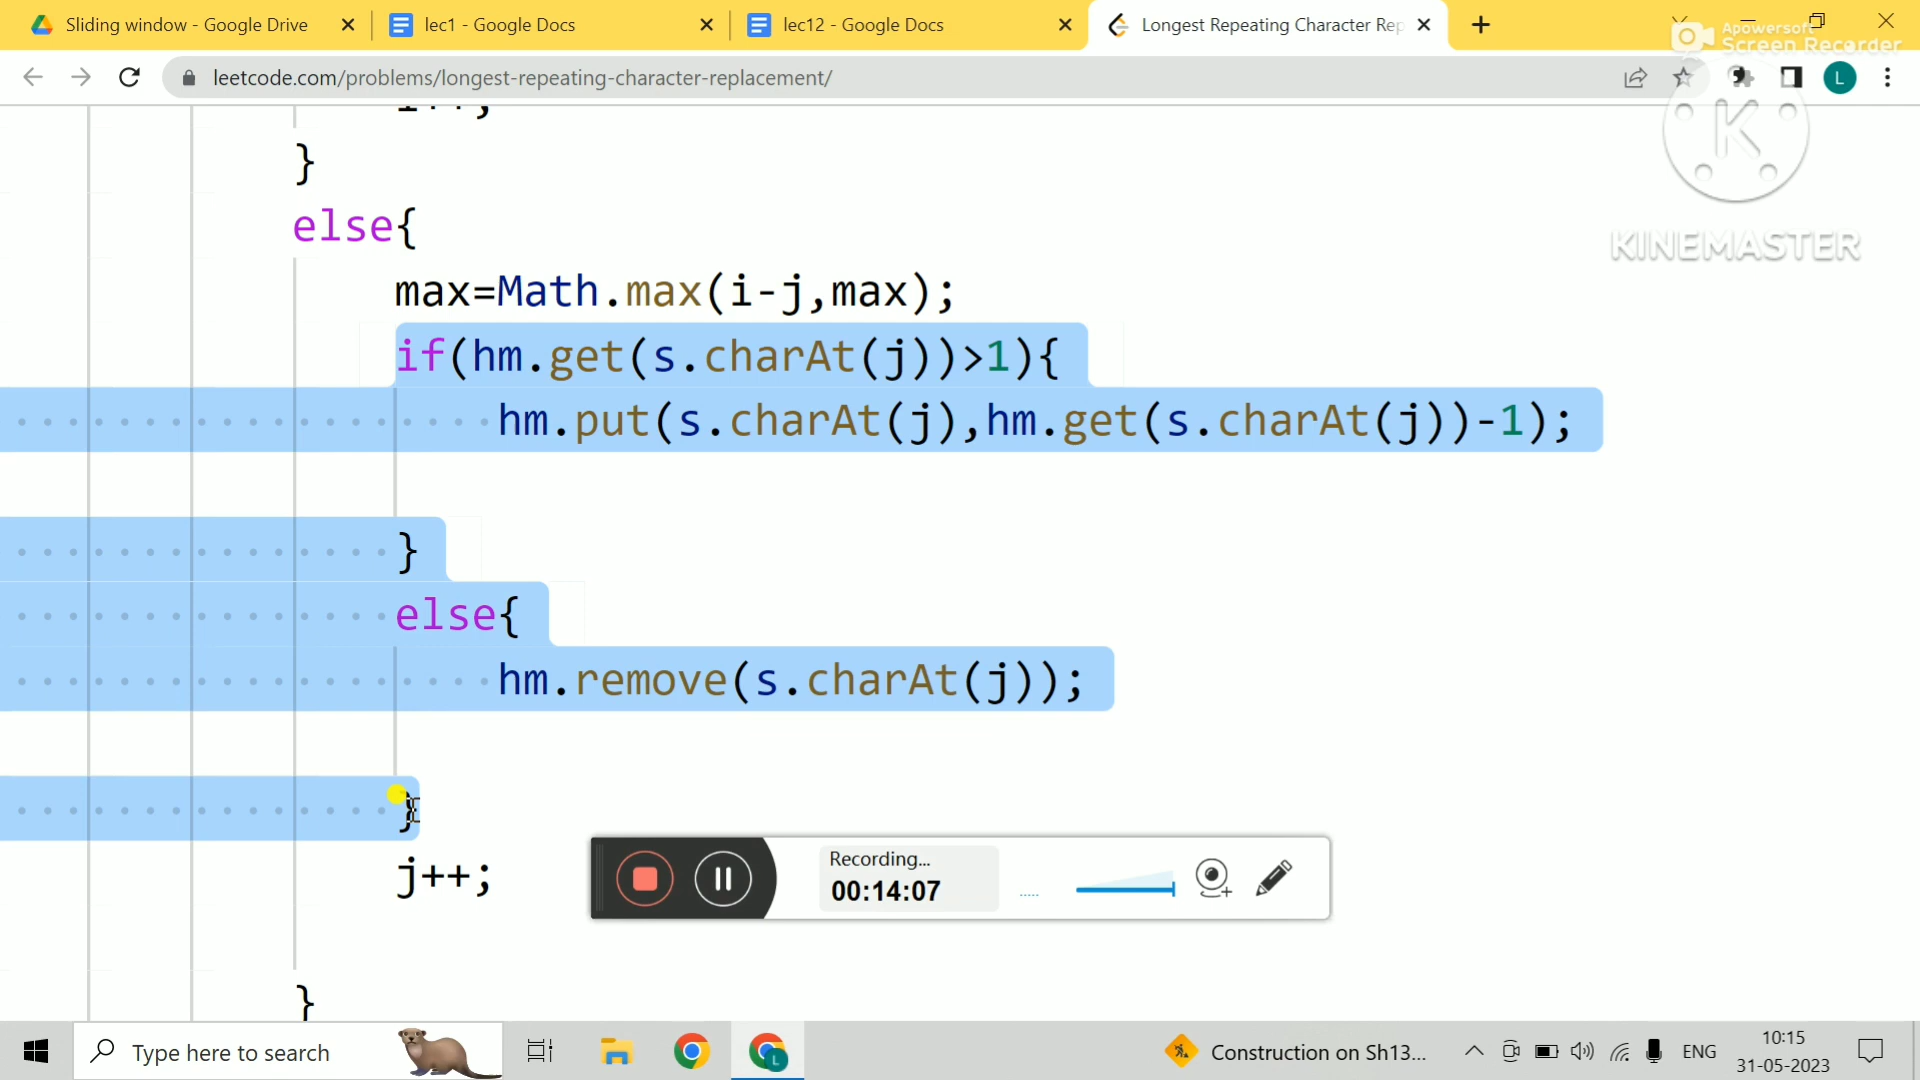 Sliding window - Google Drive
lec1 - Google Docs
lec12 - Google Docs
Longest Repeating Character Rep
Apowersoft
Screen Recorder
leetcode.com/problems/longest-repeating-character-replacement/
L
K
KINEMASTER
i++;
}
else{
max=Math.max(i-j,max);
if(hm.get(s.charAt(j))>1){
hm.put(s.charAt(j),hm.get(s.charAt(j))-1);
}
else{
hm.remove(s.charAt(j));
}
j++;
}
Recording...
00:14:07
Type here to search
L
Construction on Sh13...
ENG
10:15
31-05-2023